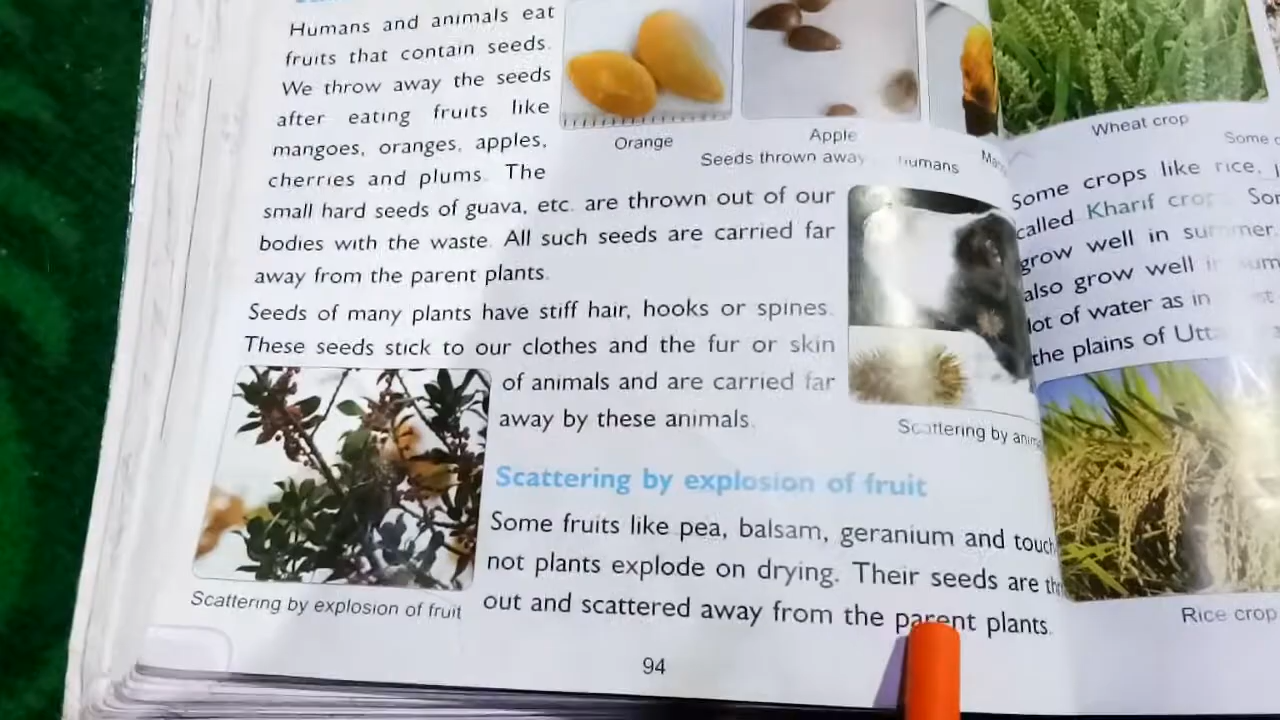 Humans and animals eat
fruits that contain seeds.
We throw away the seeds
after eating fruits like
mangoes, oranges, apples,
cherries and plums. The
small hard seeds of guava, etc. are thrown out of our
bodies with the waste. All such seeds are carried far
away from the parent plants.
Orange
Apple
Seeds thrown away humans
Seeds of many plants have stiff hair, hooks or spines.
These seeds stick to our clothes and the fur or skin
of animals and are carried far
away by these animals.
Scattering by
Scattering by explosion of fruit
Some fruits like pea, balsam, geranium and touch
not plants explode on drying. Their seeds are
out and scattered away from the parent plants.
Scattering by explosion of fruit
94
Wheat crop
Some
Some crops like rice,
called Kharif
grow well in summer.
also grow well
lot of water as in
the plains of
Rice crop